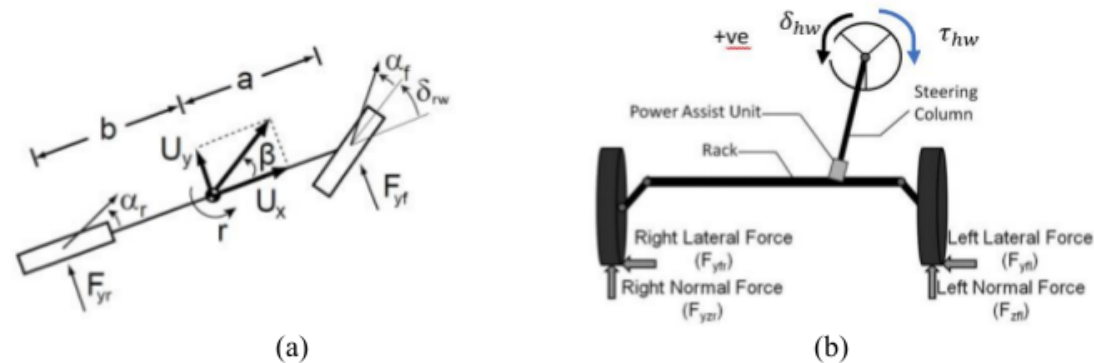 b
a
α_f
δ_rw
U_y
β
U_x
F_yf
α_r
r
F_yr
(a)
+ve
δ_hw
τ_hw
Steering
Column
Power Assist Unit
Rack
Right Lateral Force
(F_yfr)
Right Normal Force
(F_yzr)
Left Lateral Force
(F_yfl)
Left Normal Force
(F_zfl)
(b)